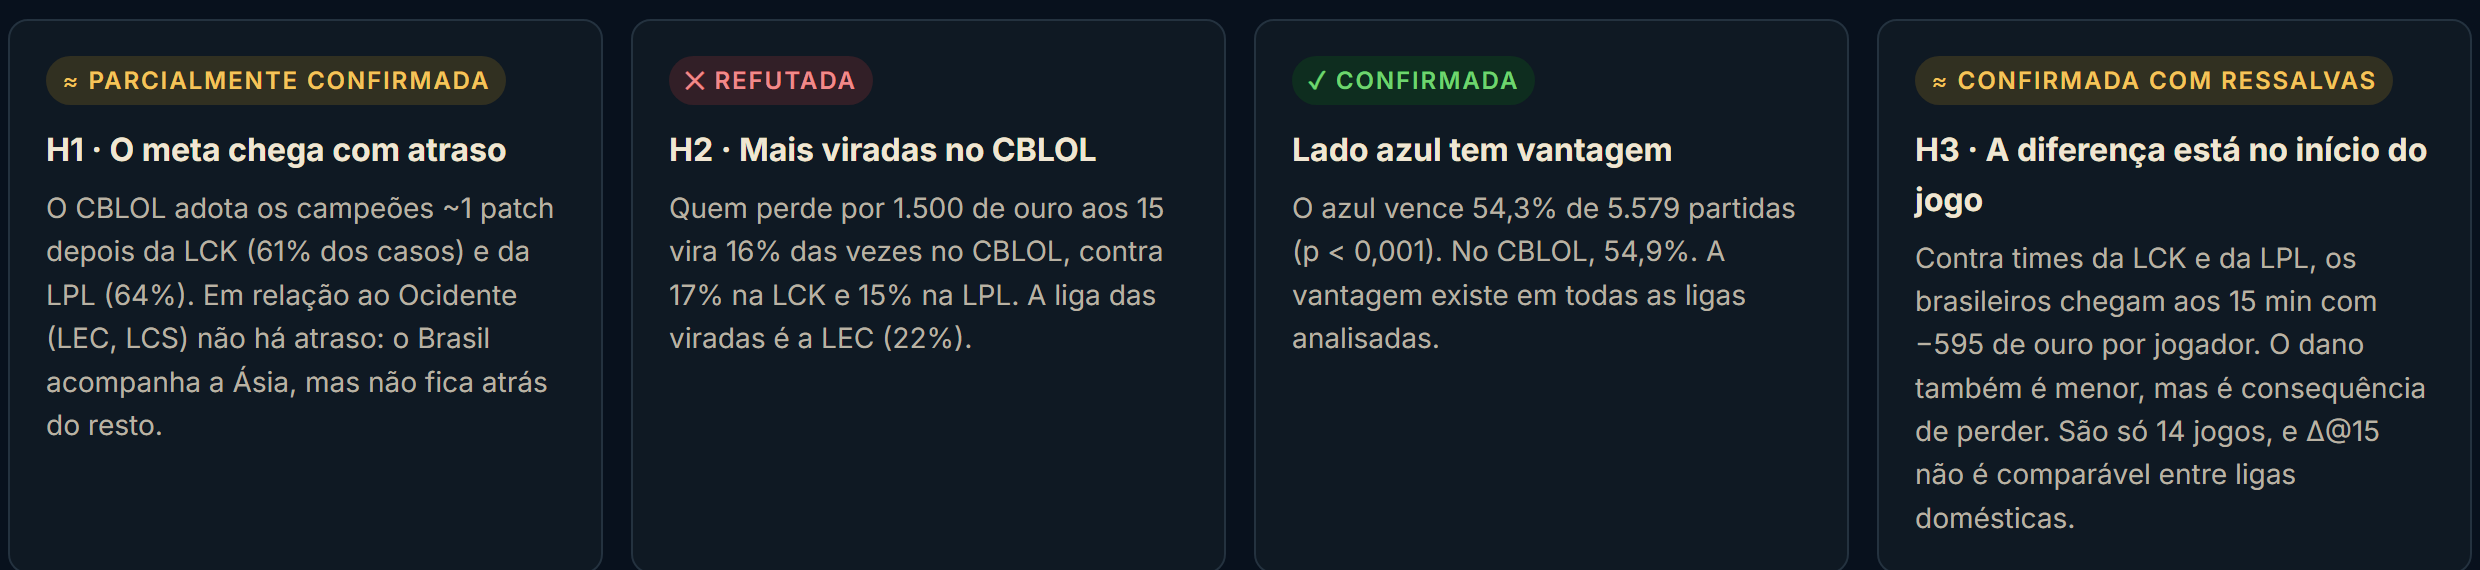 ≈ PARCIALMENTE CONFIRMADA
H1 · O meta chega com atraso
O CBLOL adota os campeões ~1 patch
depois da LCK (61% dos casos) e da
LPL (64%). Em relação ao Ocidente
(LEC, LCS) não há atraso: o Brasil
acompanha a Ásia, mas não fica atrás
do resto.
✕ REFUTADA
H2 · Mais viradas no CBLOL
Quem perde por 1.500 de ouro aos 15
vira 16% das vezes no CBLOL, contra
17% na LCK e 15% na LPL. A liga das
viradas é a LEC (22%).
✓ CONFIRMADA
Lado azul tem vantagem
O azul vence 54,3% de 5.579 partidas
(p < 0,001). No CBLOL, 54,9%. A
vantagem existe em todas as ligas
analisadas.
≈ CONFIRMADA COM RESSALVAS
H3 · A diferença está no início do
jogo
Contra times da LCK e da LPL, os
brasileiros chegam aos 15 min com
−595 de ouro por jogador. O dano
também é menor, mas é consequência
de perder. São só 14 jogos, e Δ@15
não é comparável entre ligas
domésticas.